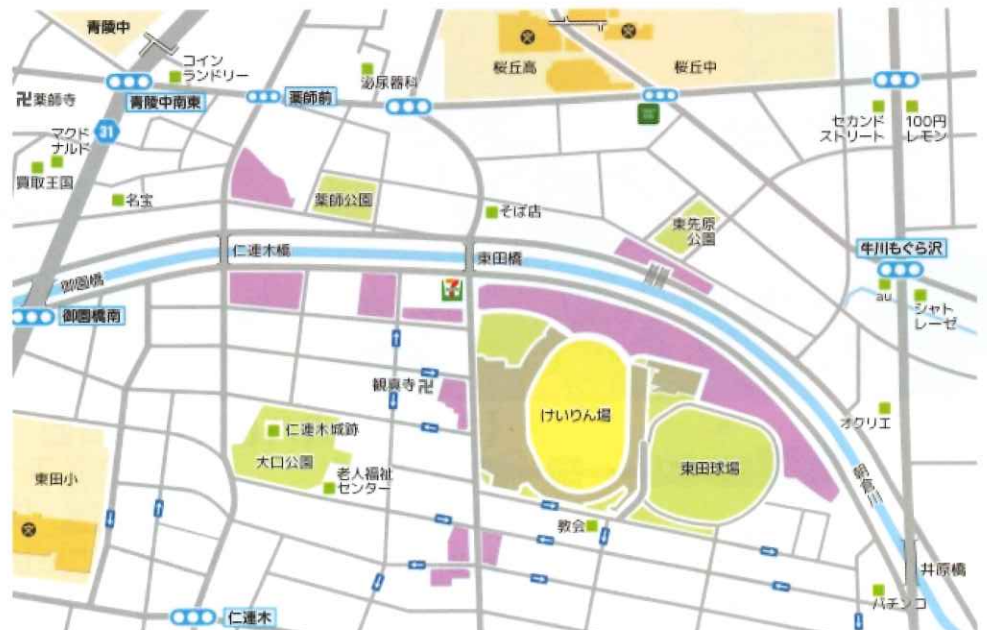 青陵中
コイン
ランドリー
泌尿器科
桜丘高
桜丘中
卍薬師寺
青陵中南東
薬師前
セカンド
ストリート
100円
レモン
マクド
ナルド
31
買取王国
名宝
薬師公園
そば店
東先原
公園
仁連木橋
東田橋
牛川もぐら沢
御園橋
au
シャト
レーゼ
御園橋南
7
観真寺卍
けいりん場
オクリエ
仁連木城跡
大口公園
東田球場
老人福祉
センター
東田小
朝倉川
教会
井原橋
パチンコ
仁連木